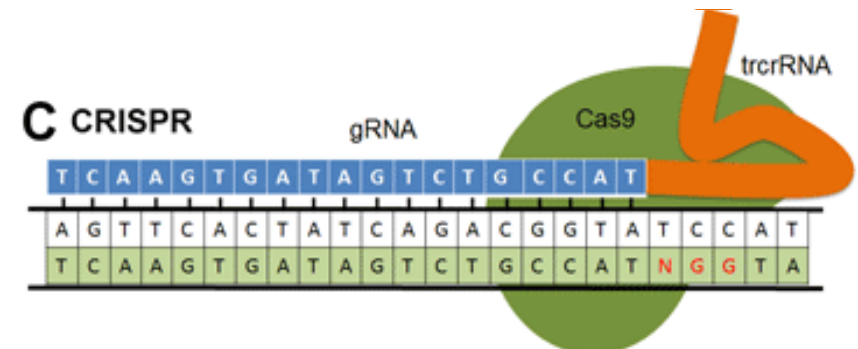 trcrRNA
C CRISPR
gRNA
Cas9
T C A A G T G A T A G T C T G C C A T
A G T T C A C T A T C A G A C G G T A T C C A T
T C A A G T G A T A G T C T G C C A T N G G T A